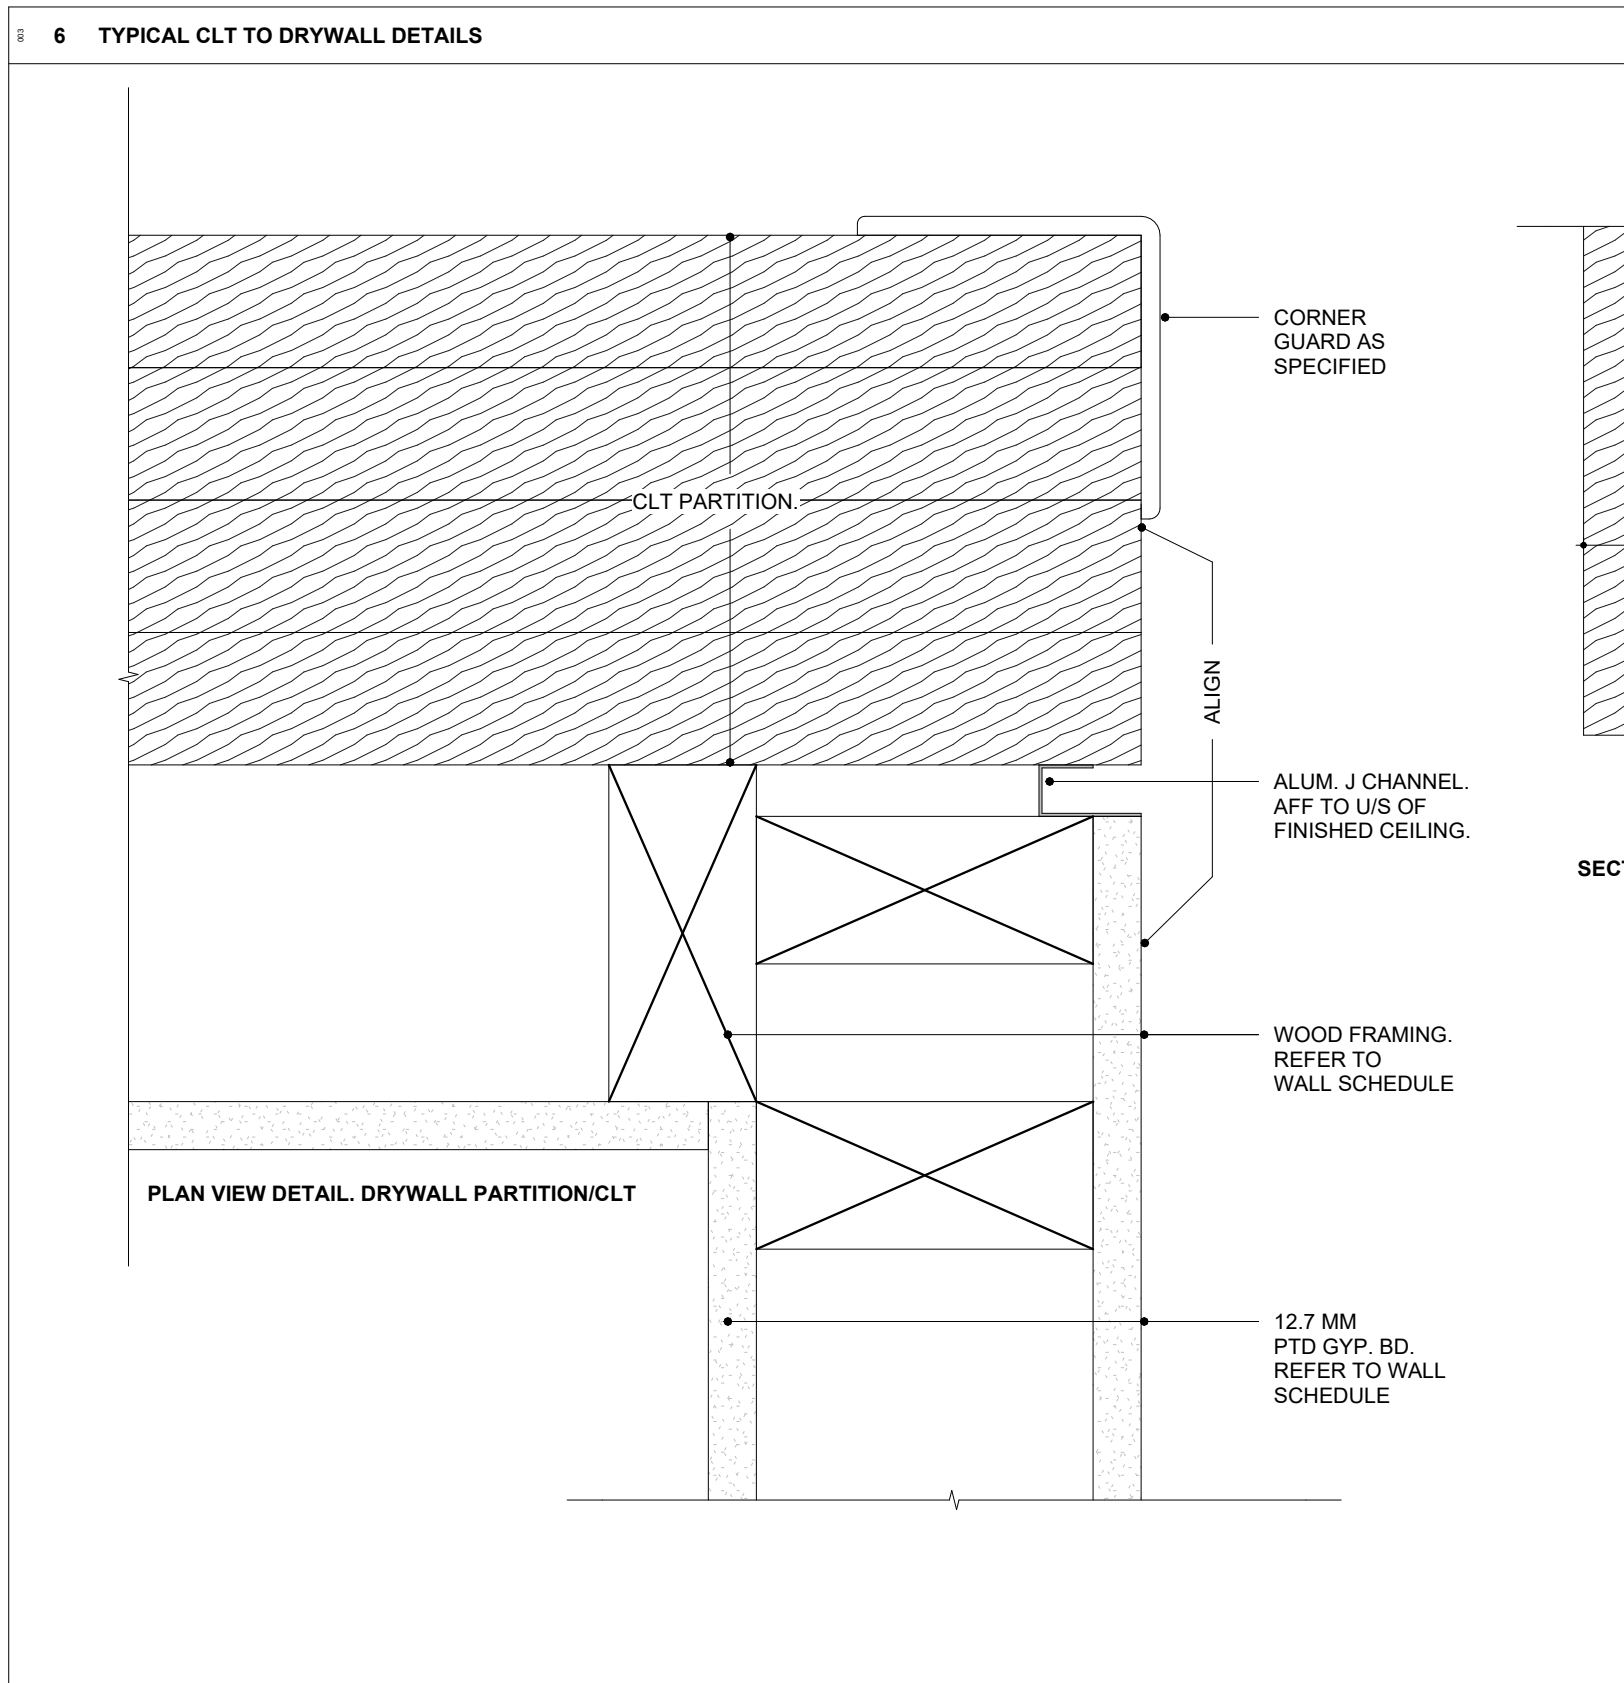 6 TYPICAL CLT TO DRYWALL DETAILS
CORNER
GUARD AS
SPECIFIED
CLT PARTITION.
ALIGN
ALUM. J CHANNEL.
AFF TO U/S OF
FINISHED CEILING.
SECT
WOOD FRAMING.
REFER TO
WALL SCHEDULE
PLAN VIEW DETAIL. DRYWALL PARTITION/CLT
12.7 MM
PTD GYP. BD.
REFER TO WALL
SCHEDULE